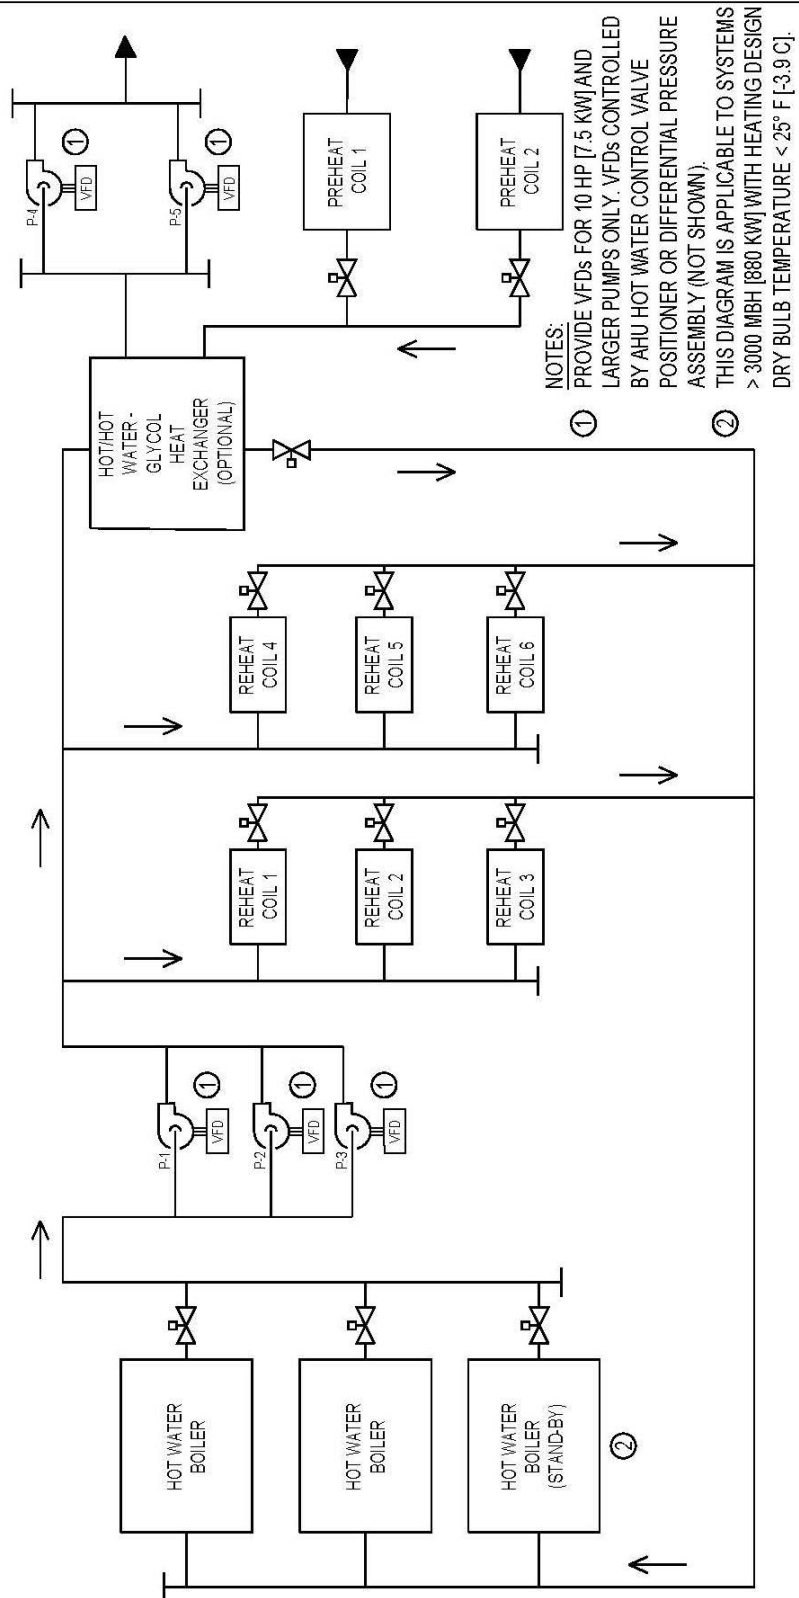 HOT WATER
BOILER
HOT WATER
BOILER
HOT WATER
BOILER
(STAND-BY)
2
P-1
VFD
1
P-2
VFD
1
P-3
VFD
1
REHEAT
COIL 1
REHEAT
COIL 2
REHEAT
COIL 3
REHEAT
COIL 4
REHEAT
COIL 5
REHEAT
COIL 6
HOT/HOT
WATER -
GLYCOL
HEAT
EXCHANGER
(OPTIONAL)
P-4
VFD
1
P-5
VFD
1
PREHEAT
COIL 1
PREHEAT
COIL 2
NOTES:
1 PROVIDE VFDs FOR 10 HP [7.5 KW] AND
LARGER PUMPS ONLY. VFDs CONTROLLED
BY AHU HOT WATER CONTROL VALVE
POSITIONER OR DIFFERENTIAL PRESSURE
ASSEMBLY (NOT SHOWN).
2 THIS DIAGRAM IS APPLICABLE TO SYSTEMS
> 3000 MBH [880 KW] WITH HEATING DESIGN
DRY BULB TEMPERATURE < 25° F [-3.9 C].